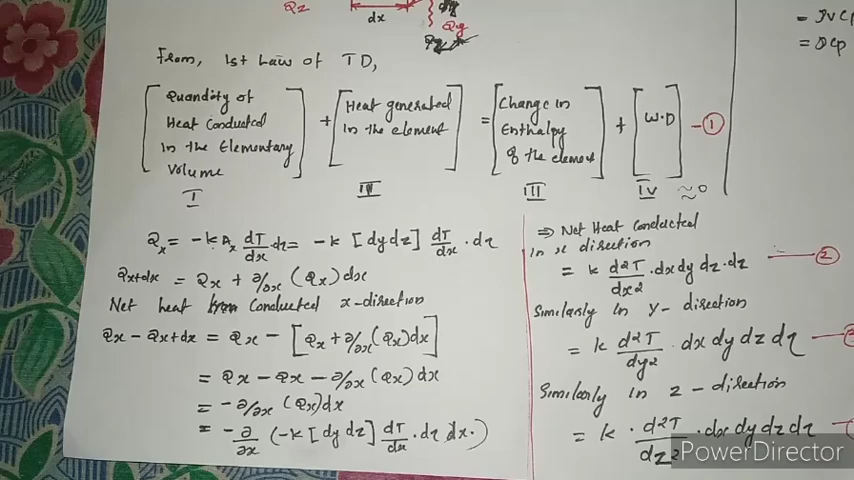 Qz
dx
dy
Qy
= ρVCp
= ρCp
From, 1st Law of TD,
[Quantity of Heat Conducted in the Elementary Volume] + [Heat generated in the element] = [Change in Enthalpy of the element] + [W.D] - ①
I II III IV ≈0
Qx = -k Ax dT/dx dτ = -k [dy dz] dT/dx . dτ
Qx+dx = Qx + ∂/∂x (Qx) dx
Net heat Conducted x-direction
Qx - Qx+dx = Qx - [Qx + ∂/∂x (Qx) dx]
= Qx - Qx - ∂/∂x (Qx) dx
= - ∂/∂x (Qx) dx
= - ∂/∂x (-k [dy dz] dT/dx . dτ dx.)
⇒ Net Heat Conducted
in x direction
= k d²T/dx² . dx dy dz . dτ - ②
Similarly in Y- direction
= k d²T/dy² . dx dy dz dτ
Similarly in z - direction
= k . d²T/dz² . dx dy dz dτ
PowerDirector